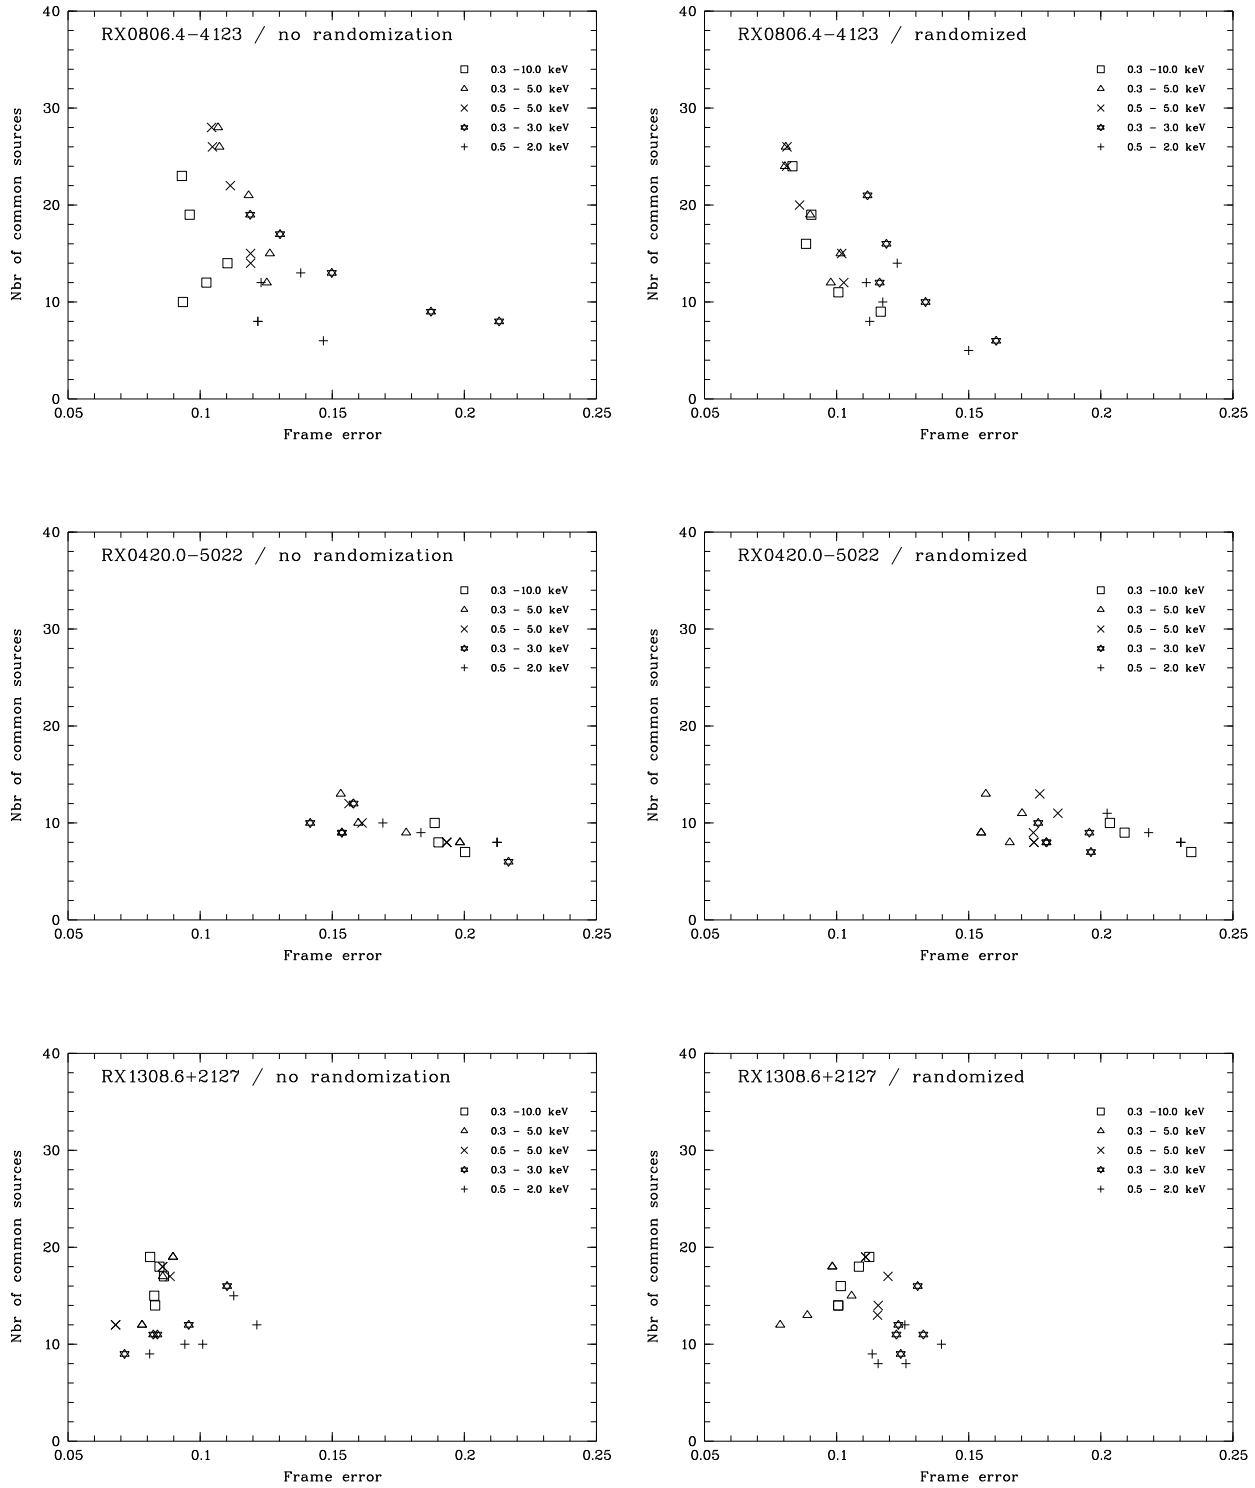 RX0806.4-4123 / no randomization
0.3 -10.0 keV
0.3 - 5.0 keV
0.5 - 5.0 keV
0.3 - 3.0 keV
0.5 - 2.0 keV
Nbr of common sources
40
30
20
10
0
0.05 0.1 0.15 0.2 0.25
Frame error
RX0806.4-4123 / randomized
0.3 -10.0 keV
0.3 - 5.0 keV
0.5 - 5.0 keV
0.3 - 3.0 keV
0.5 - 2.0 keV
Nbr of common sources
40
30
20
10
0
0.05 0.1 0.15 0.2 0.25
Frame error
RX0420.0-5022 / no randomization
0.3 -10.0 keV
0.3 - 5.0 keV
0.5 - 5.0 keV
0.3 - 3.0 keV
0.5 - 2.0 keV
Nbr of common sources
40
30
20
10
0
0.05 0.1 0.15 0.2 0.25
Frame error
RX0420.0-5022 / randomized
0.3 -10.0 keV
0.3 - 5.0 keV
0.5 - 5.0 keV
0.3 - 3.0 keV
0.5 - 2.0 keV
Nbr of common sources
40
30
20
10
0
0.05 0.1 0.15 0.2 0.25
Frame error
RX1308.6+2127 / no randomization
0.3 -10.0 keV
0.3 - 5.0 keV
0.5 - 5.0 keV
0.3 - 3.0 keV
0.5 - 2.0 keV
Nbr of common sources
40
30
20
10
0
0.05 0.1 0.15 0.2 0.25
Frame error
RX1308.6+2127 / randomized
0.3 -10.0 keV
0.3 - 5.0 keV
0.5 - 5.0 keV
0.3 - 3.0 keV
0.5 - 2.0 keV
Nbr of common sources
40
30
20
10
0
0.05 0.1 0.15 0.2 0.25
Frame error